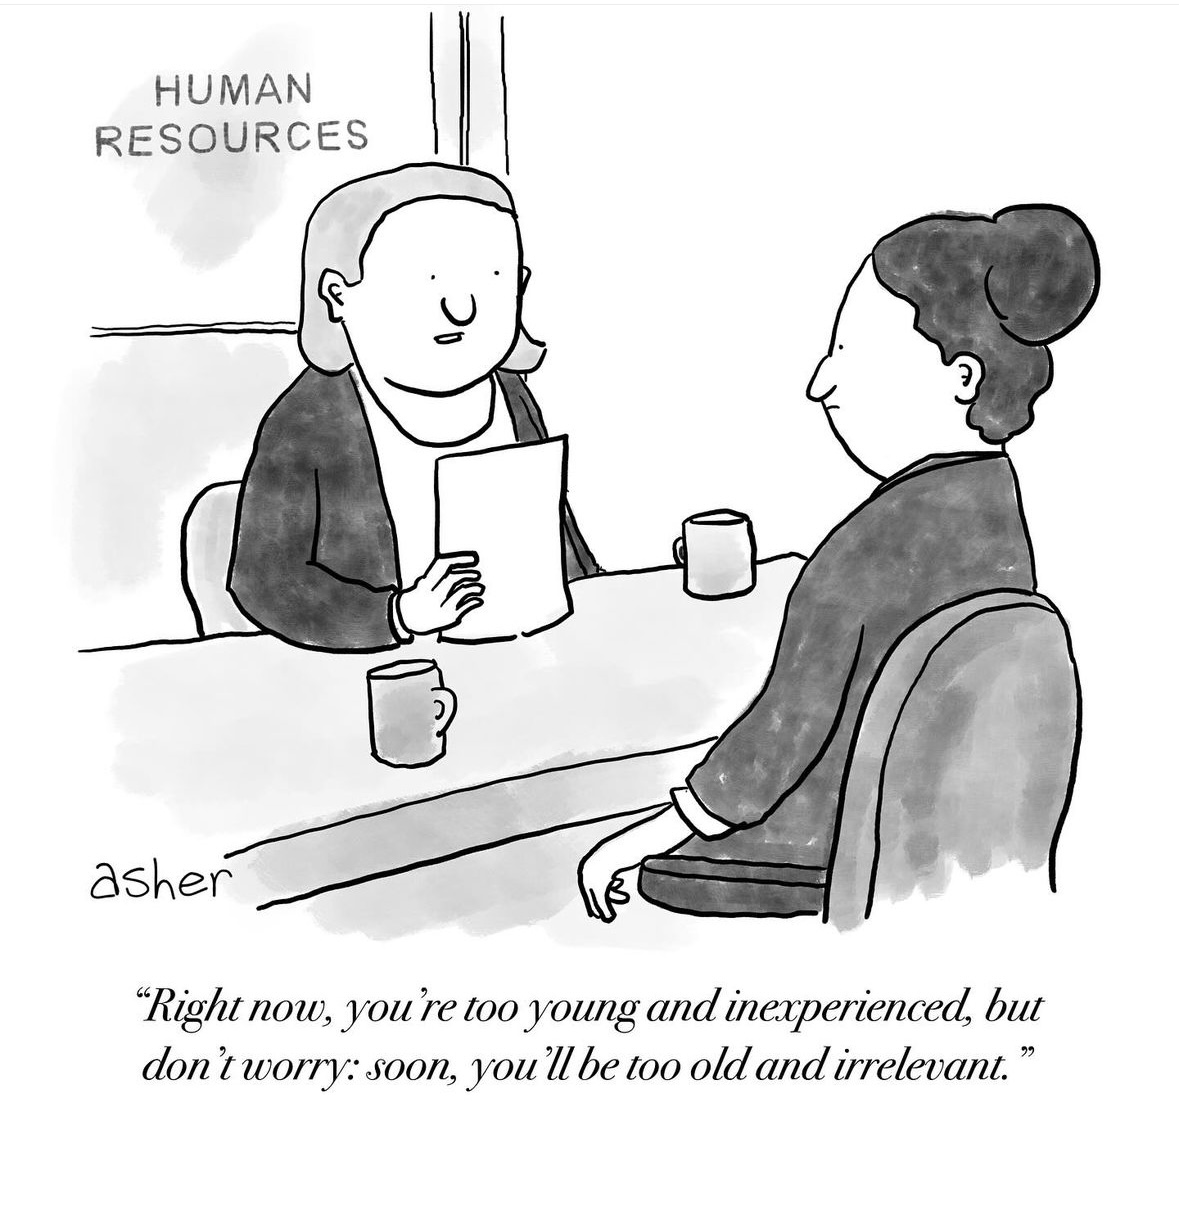 HUMAN
RESOURCES
asher
“Right now, you’re too young and inexperienced, but
don’t worry: soon, you’ll be too old and irrelevant.”